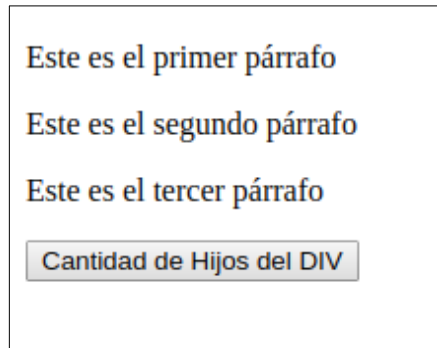 Este es el primer párrafo
Este es el segundo párrafo
Este es el tercer párrafo
Cantidad de Hijos del DIV